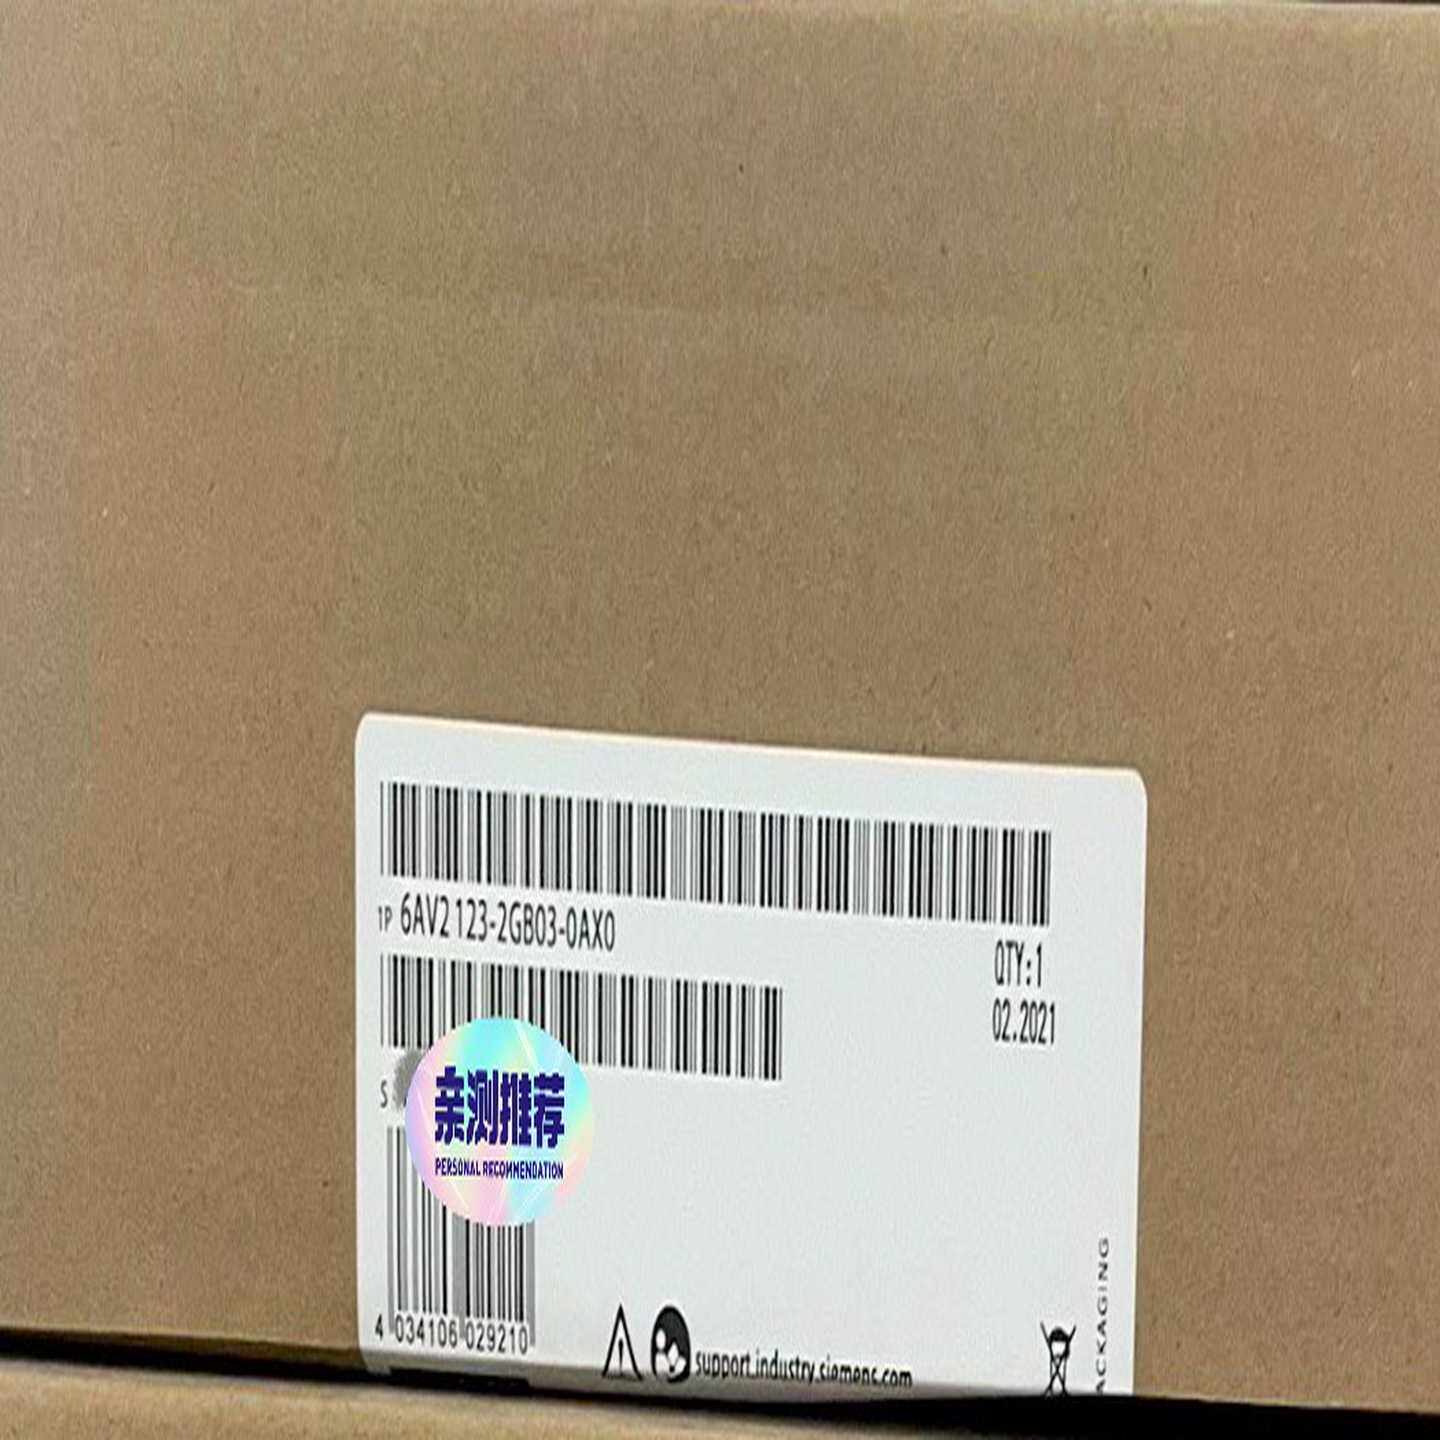 1P 6AV2 123-2GB03-0AX0
QTY:1
02.2021
S
亲测推荐
PERSONAL RECOMMENDATION
4 034106 029210
support.industry.siemens.com
PACKAGING